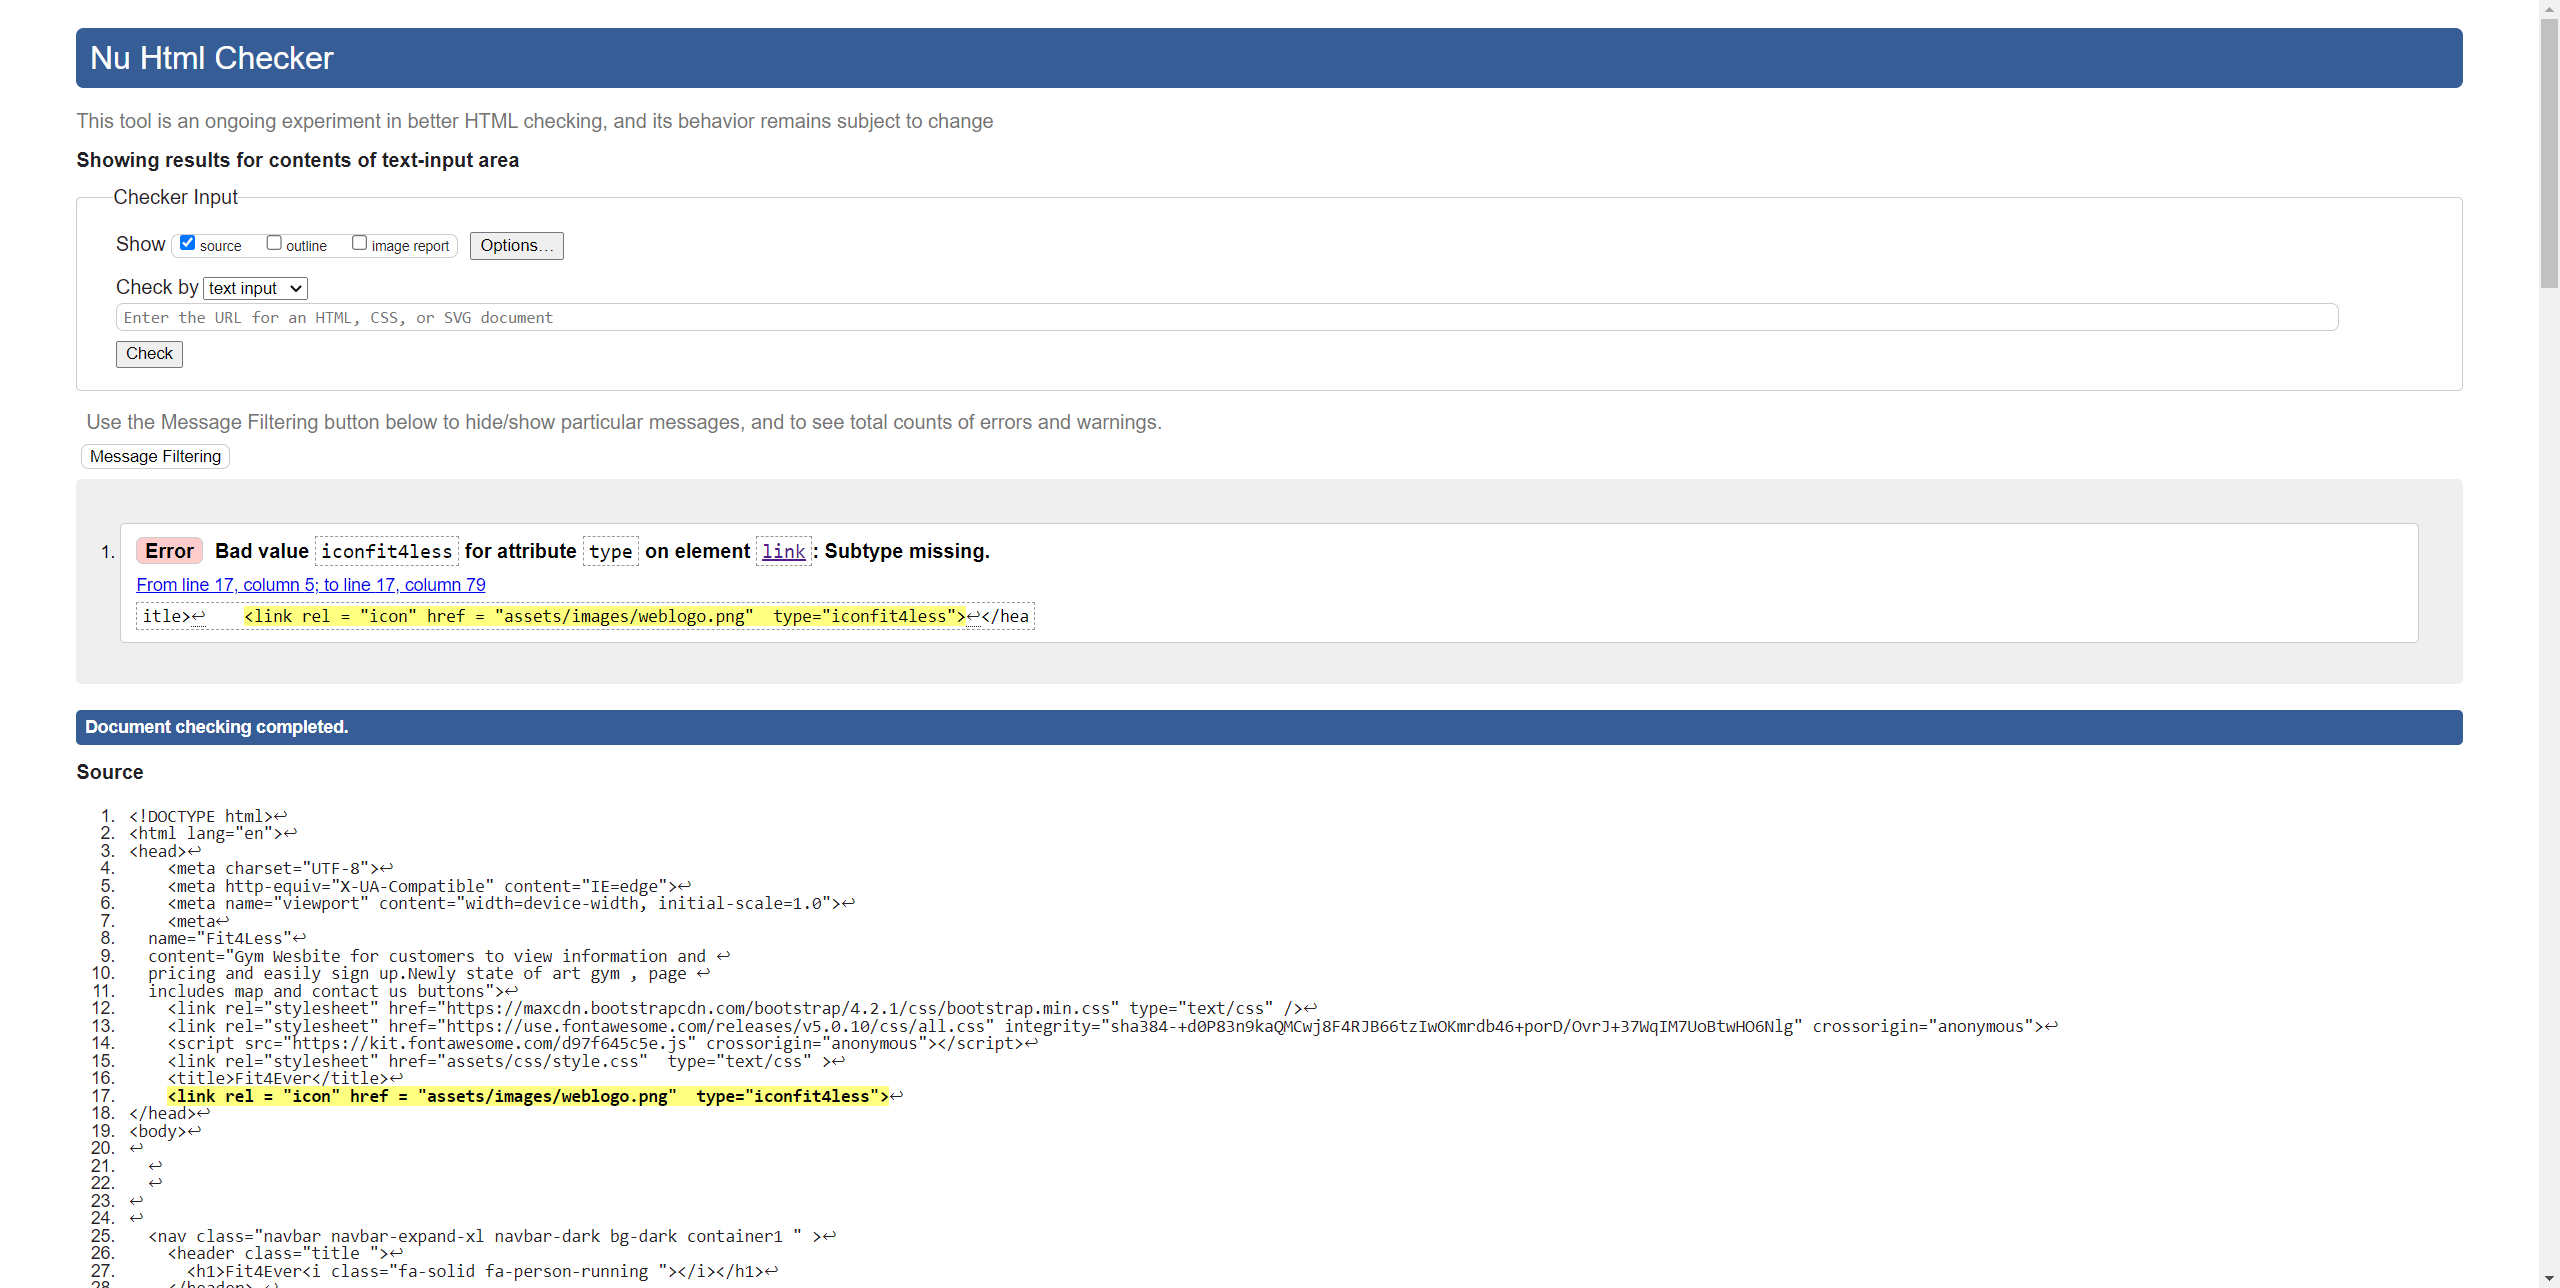 Nu Html Checker
This tool is an ongoing experiment in better HTML checking, and its behavior remains subject to change
Showing results for contents of text-input area
Checker Input
Show source outline image report Options...
Check by text input
Enter the URL for an HTML, CSS, or SVG document
Check
Use the Message Filtering button below to hide/show particular messages, and to see total counts of errors and warnings.
Message Filtering
1. Error Bad value iconfit4less for attribute type on element link: Subtype missing.
From line 17, column 5; to line 17, column 79
itle>↩    <link rel = "icon" href = "assets/images/weblogo.png"  type="iconfit4less">↩</hea
Document checking completed.
Source
1. <!DOCTYPE html>↩
2. <html lang="en">↩
3. <head>↩
4.     <meta charset="UTF-8">↩
5.     <meta http-equiv="X-UA-Compatible" content="IE=edge">↩
6.     <meta name="viewport" content="width=device-width, initial-scale=1.0">↩
7.     <meta↩
8.   name="Fit4Less"↩
9.   content="Gym Wesbite for customers to view information and ↩
10.   pricing and easily sign up.Newly state of art gym , page ↩
11.   includes map and contact us buttons">↩
12.     <link rel="stylesheet" href="https://maxcdn.bootstrapcdn.com/bootstrap/4.2.1/css/bootstrap.min.css" type="text/css" />↩
13.     <link rel="stylesheet" href="https://use.fontawesome.com/releases/v5.0.10/css/all.css" integrity="sha384-+d0P83n9kaQMCwj8F4RJB66tzIwOKmrdb46+porD/OvrJ+37WqIM7UoBtwHO6Nlg" crossorigin="anonymous">↩
14.     <script src="https://kit.fontawesome.com/d97f645c5e.js" crossorigin="anonymous"></script>↩
15.     <link rel="stylesheet" href="assets/css/style.css"  type="text/css" >↩
16.     <title>Fit4Ever</title>↩
17.     <link rel = "icon" href = "assets/images/weblogo.png"  type="iconfit4less">↩
18. </head>↩
19. <body>↩
20. ↩
21.   ↩
22.   ↩
23. ↩
24. ↩
25.   <nav class="navbar navbar-expand-xl navbar-dark bg-dark container1 " >↩
26.     <header class="title ">↩
27.       <h1>Fit4Ever<i class="fa-solid fa-person-running "></i></h1>↩